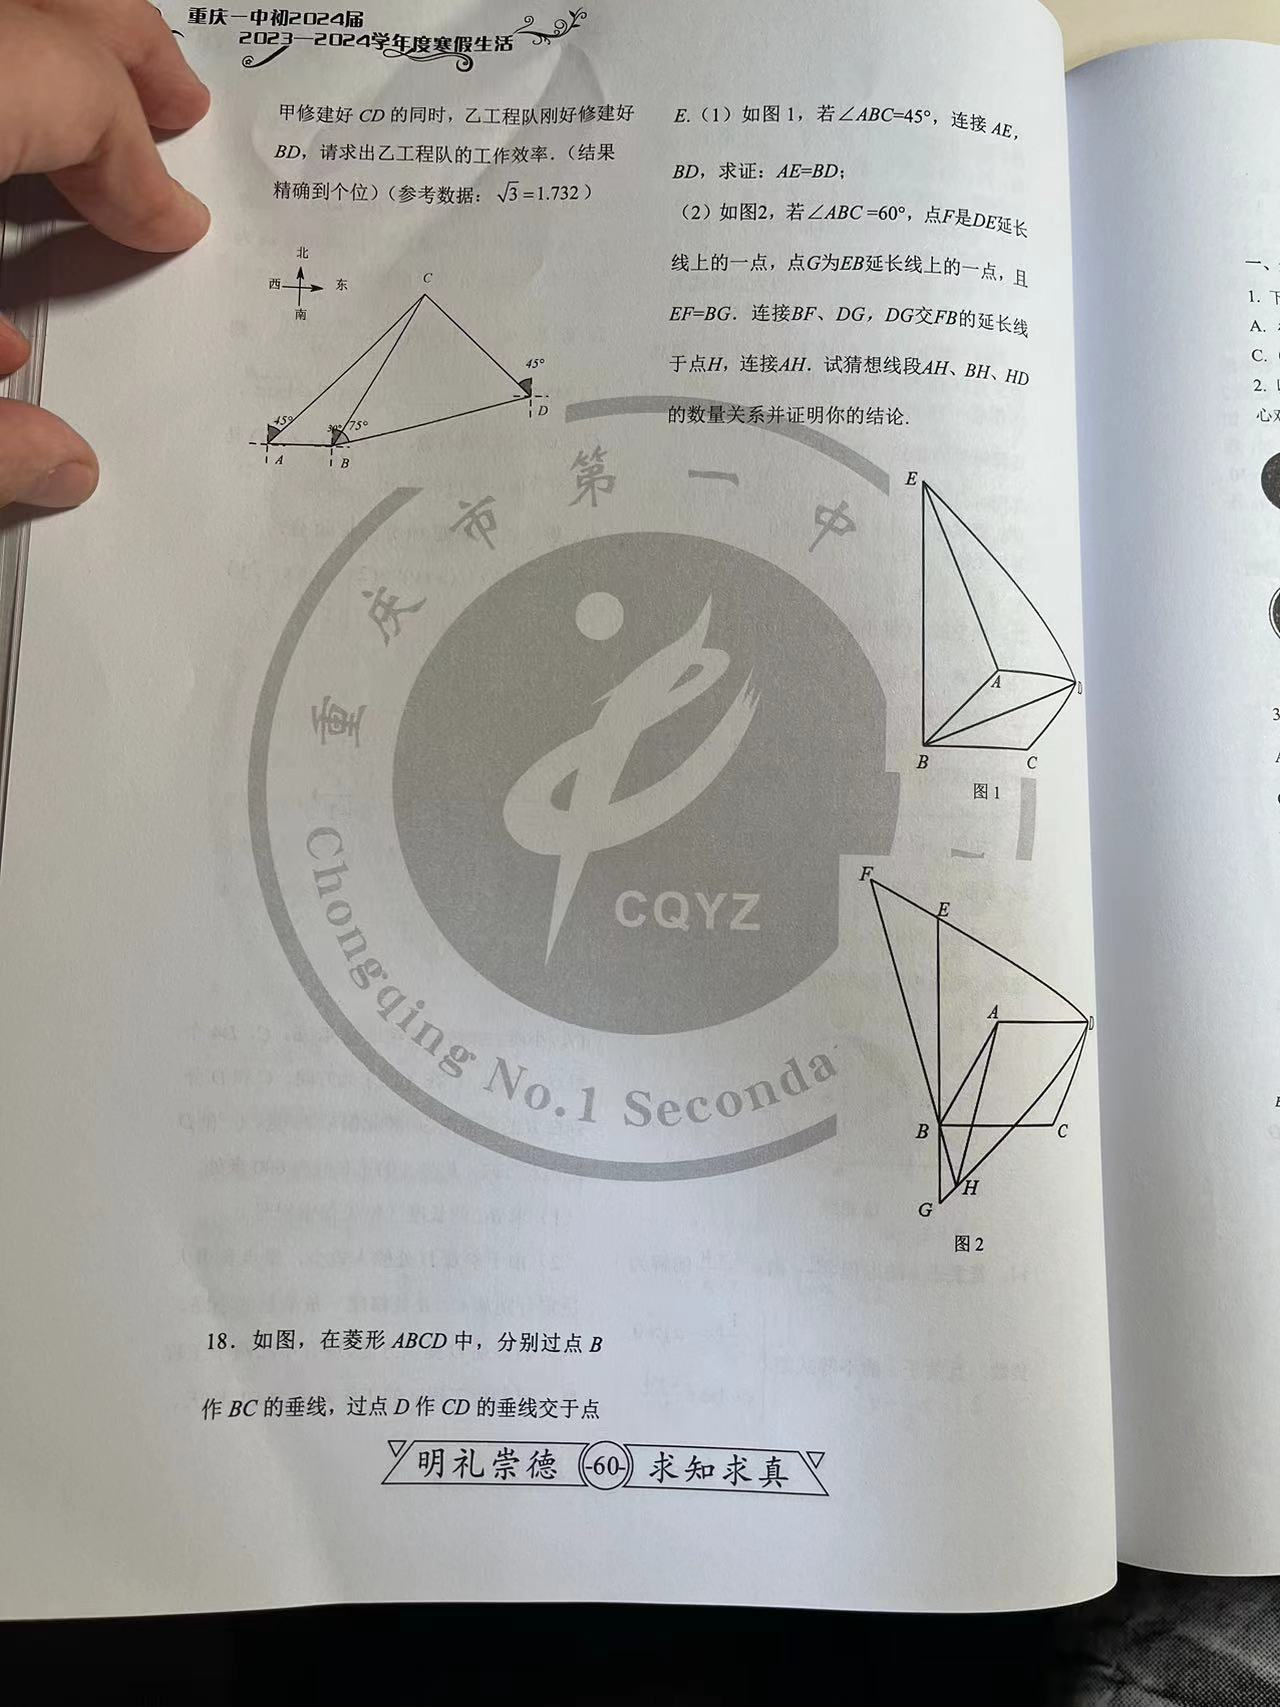 重庆一中初2024届
2023—2024学年度寒假生活
甲修建好 CD 的同时，乙工程队刚好修建好
BD，请求出乙工程队的工作效率．（结果
精确到个位）（参考数据：√3=1.732）
北
西 东
南
C
45°
D
45°
30° 75°
A B
18．如图，在菱形 ABCD 中，分别过点 B
作 BC 的垂线，过点 D 作 CD 的垂线交于点
E.（1）如图 1，若∠ABC=45°，连接 AE，
BD，求证：AE=BD；
（2）如图2，若∠ABC =60°，点F是DE延长
线上的一点，点G为EB延长线上的一点，且
EF=BG．连接BF、DG，DG交FB的延长线
于点H，连接AH．试猜想线段AH、BH、HD
的数量关系并证明你的结论.
E
A
D
B C
图1
F
E
A
D
B C
H
G
图2
重庆市第一中
CQYZ
Chongqing No.1 Seconda
明礼崇德 -60- 求知求真
一、
1. 下
A.
C.
2.
心
3